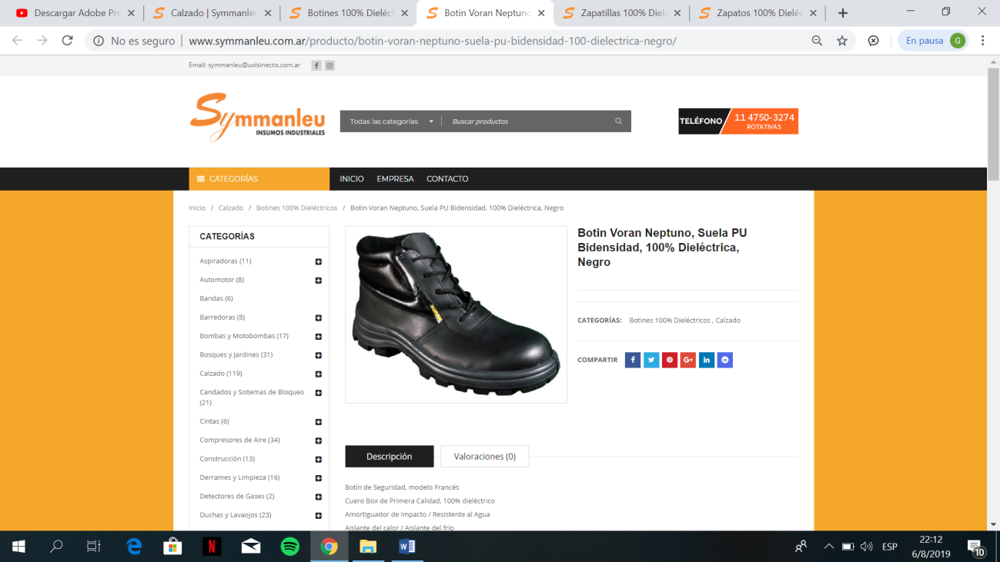 Descargar Adobe Pre
Calzado | Symmanleu
Botines 100% Dieléct
Botin Voran Neptuno
Zapatillas 100% Diele
Zapatos 100% Dieléc
No es seguro | www.symmanleu.com.ar/producto/botin-voran-neptuno-suela-pu-bidensidad-100-dielectrica-negro/
En pausa G
Email: symmanleu@uolsinectis.com.ar
Symmanleu
INSUMOS INDUSTRIALES
Todas las categorías
Buscar productos
TELÉFONO
11 4750-3274
ROTATIVAS
CATEGORÍAS
INICIO EMPRESA CONTACTO
Inicio / Calzado / Botines 100% Dieléctricos / Botin Voran Neptuno, Suela PU Bidensidad, 100% Dieléctrica, Negro
CATEGORÍAS
Aspiradoras (11)
Automotor (8)
Bandas (6)
Barredoras (8)
Bombas y Motobombas (17)
Bosques y Jardines (31)
Calzado (119)
Candados y Sistemas de Bloqueo
(21)
Cintas (6)
Compresores de Aire (34)
Construcción (13)
Derrames y Limpieza (16)
Detectores de Gases (2)
Duchas y Lavaojos (23)
VORAN
Botin Voran Neptuno, Suela PU
Bidensidad, 100% Dieléctrica,
Negro
CATEGORÍAS: Botines 100% Dieléctricos , Calzado
COMPARTIR
Descripción
Valoraciones (0)
Botín de Seguridad, modelo Francés
Cuero Box de Primera Calidad, 100% dieléctrico
Amortiguador de Impacto / Resistente al Agua
Aislante del calor / Aislante del frío
ESP
22:12
6/8/2019
10